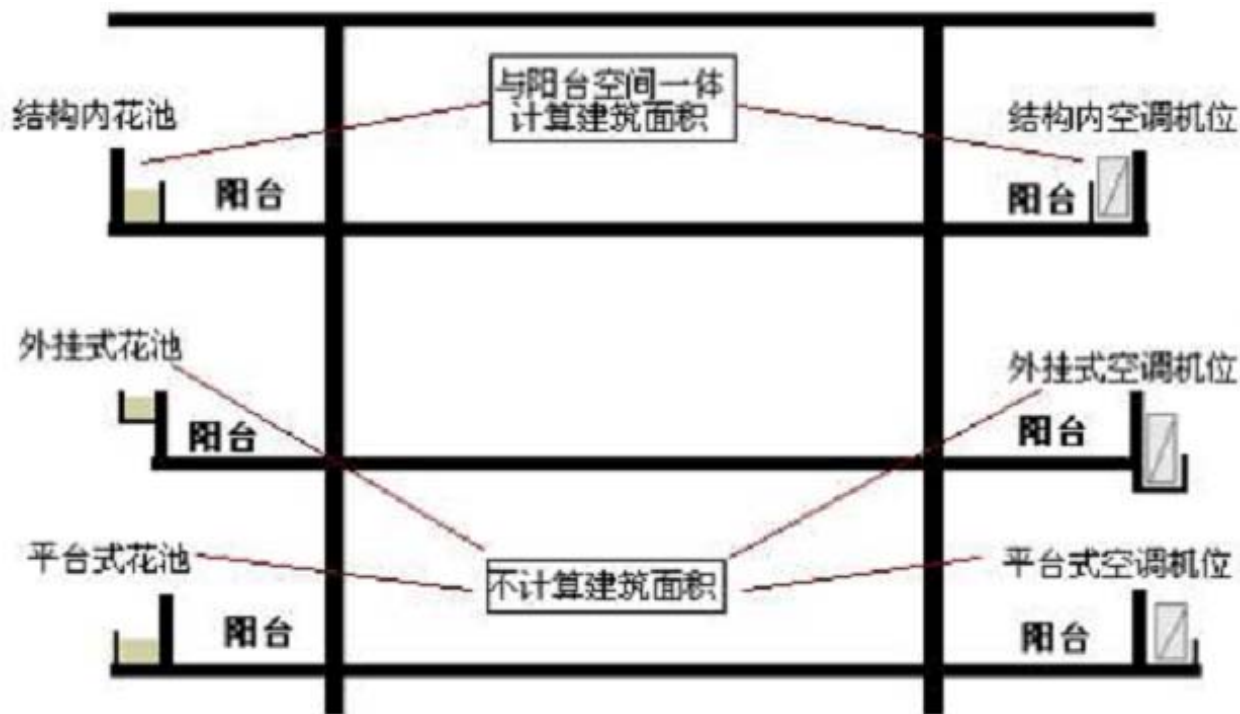 与阳台空间一体
计算建筑面积
结构内花池
结构内空调机位
阳台
阳台
外挂式花池
外挂式空调机位
阳台
阳台
平台式花池
不计算建筑面积
平台式空调机位
阳台
阳台